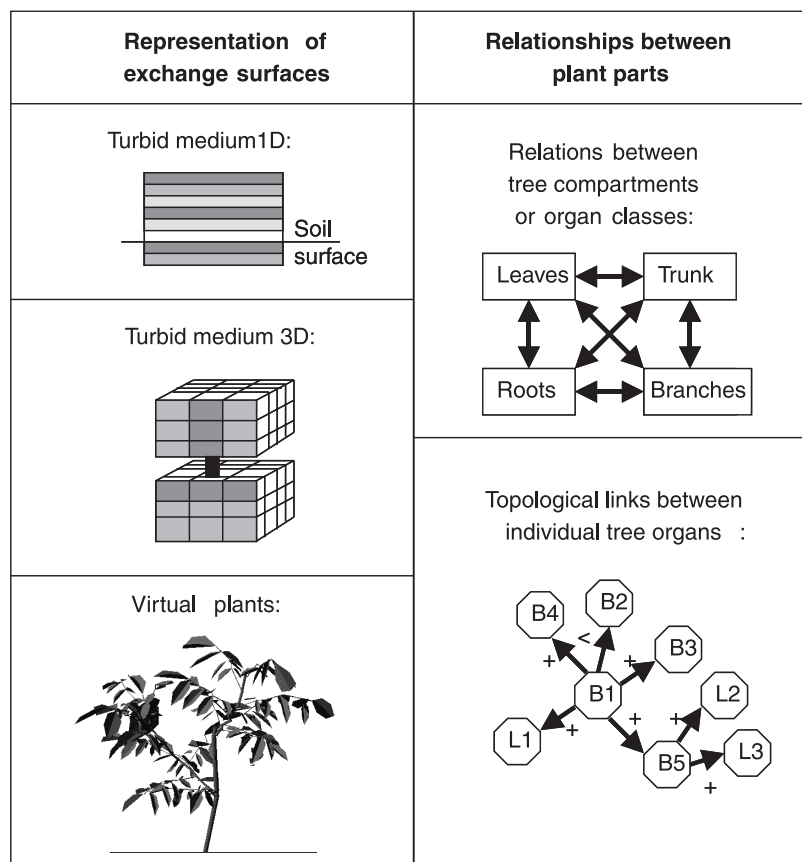 Representation of
exchange surfaces
Relationships between
plant parts
Turbid medium1D:
Soil
surface
Turbid medium 3D:
Virtual plants:
Relations between
tree compartments
or organ classes:
Leaves
Trunk
Roots
Branches
Topological links between
individual tree organs :
B4
B2
<
+
+
B3
B1
L1
+
+
+
L2
B5
L3
+